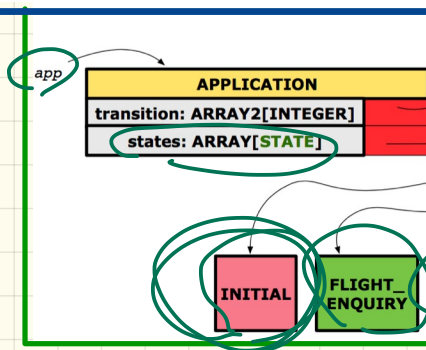 app
APPLICATION
transition: ARRAY2[INTEGER]
states: ARRAY[STATE]
INITIAL
FLIGHT_
ENQUIRY